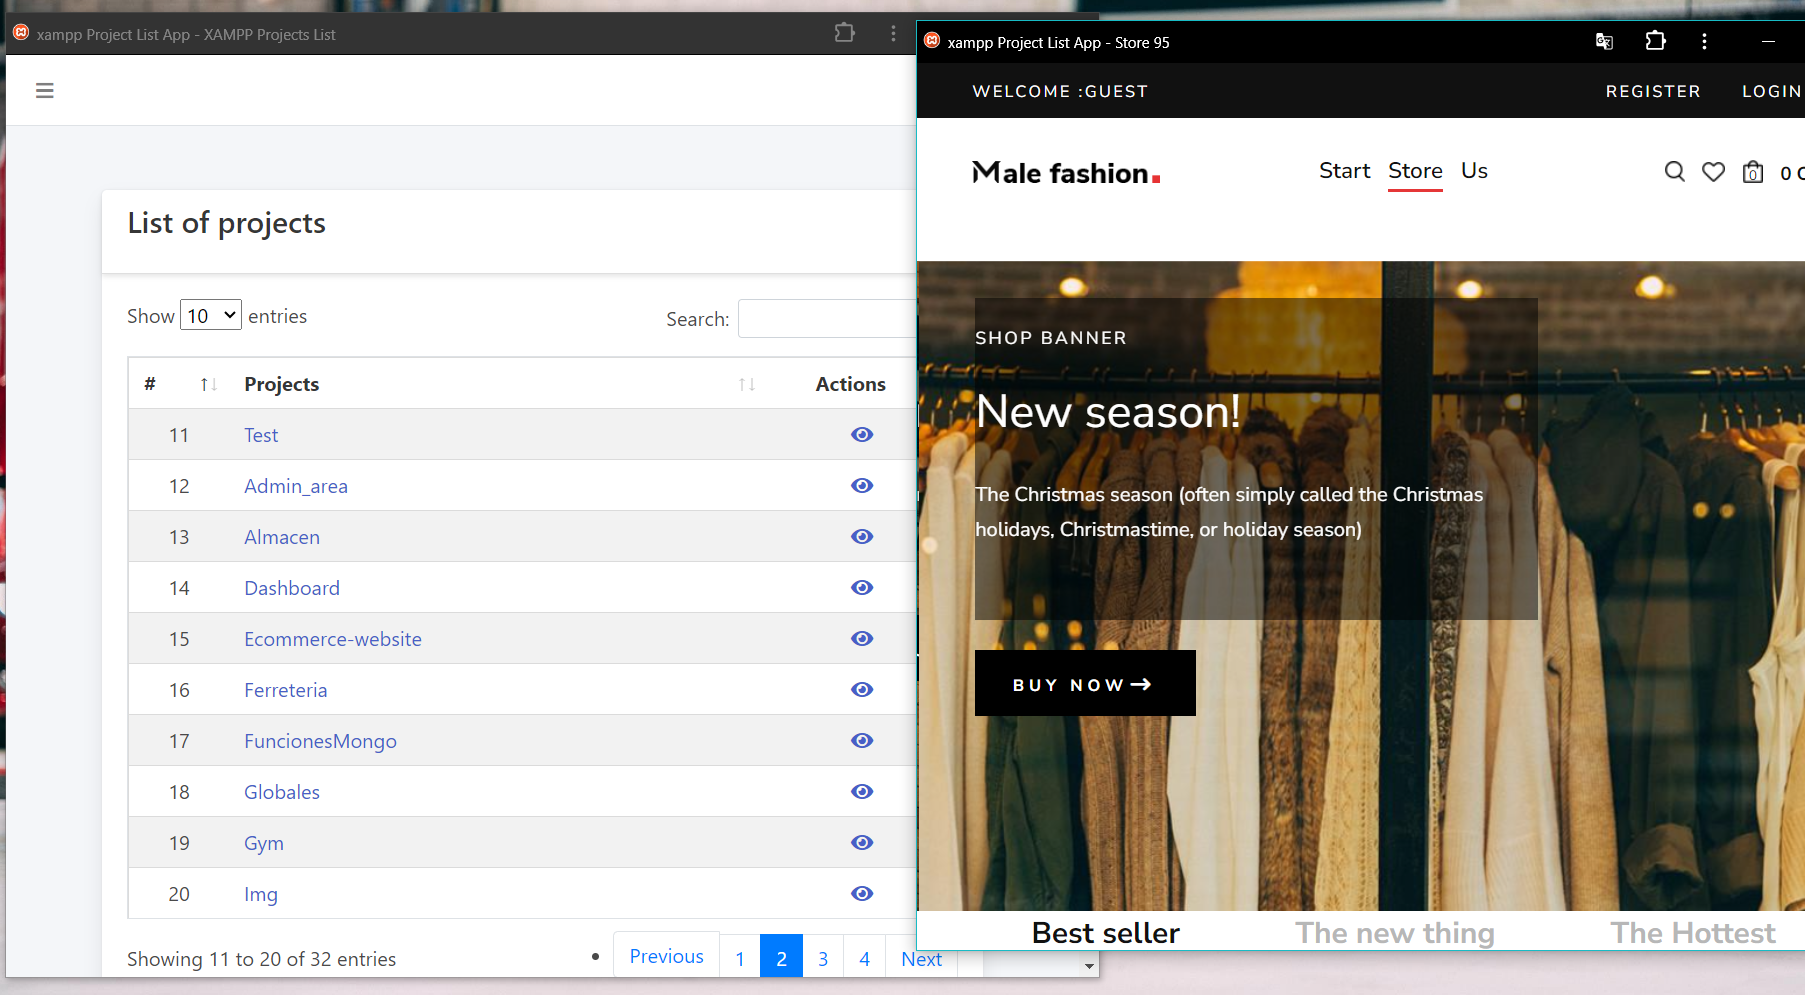 xampp Project List App - XAMPP Projects List
List of projects
Show 10 entries
Search:
# Projects Actions
11 Test
12 Admin_area
13 Almacen
14 Dashboard
15 Ecommerce-website
16 Ferreteria
17 FuncionesMongo
18 Globales
19 Gym
20 Img
Showing 11 to 20 of 32 entries
Previous 1 2 3 4 Next
xampp Project List App - Store 95
WELCOME :GUEST REGISTER LOGIN
Male fashion.
Start Store Us
0 0
SHOP BANNER
New season!
The Christmas season (often simply called the Christmas
holidays, Christmastime, or holiday season)
BUY NOW
Best seller The new thing The Hottest